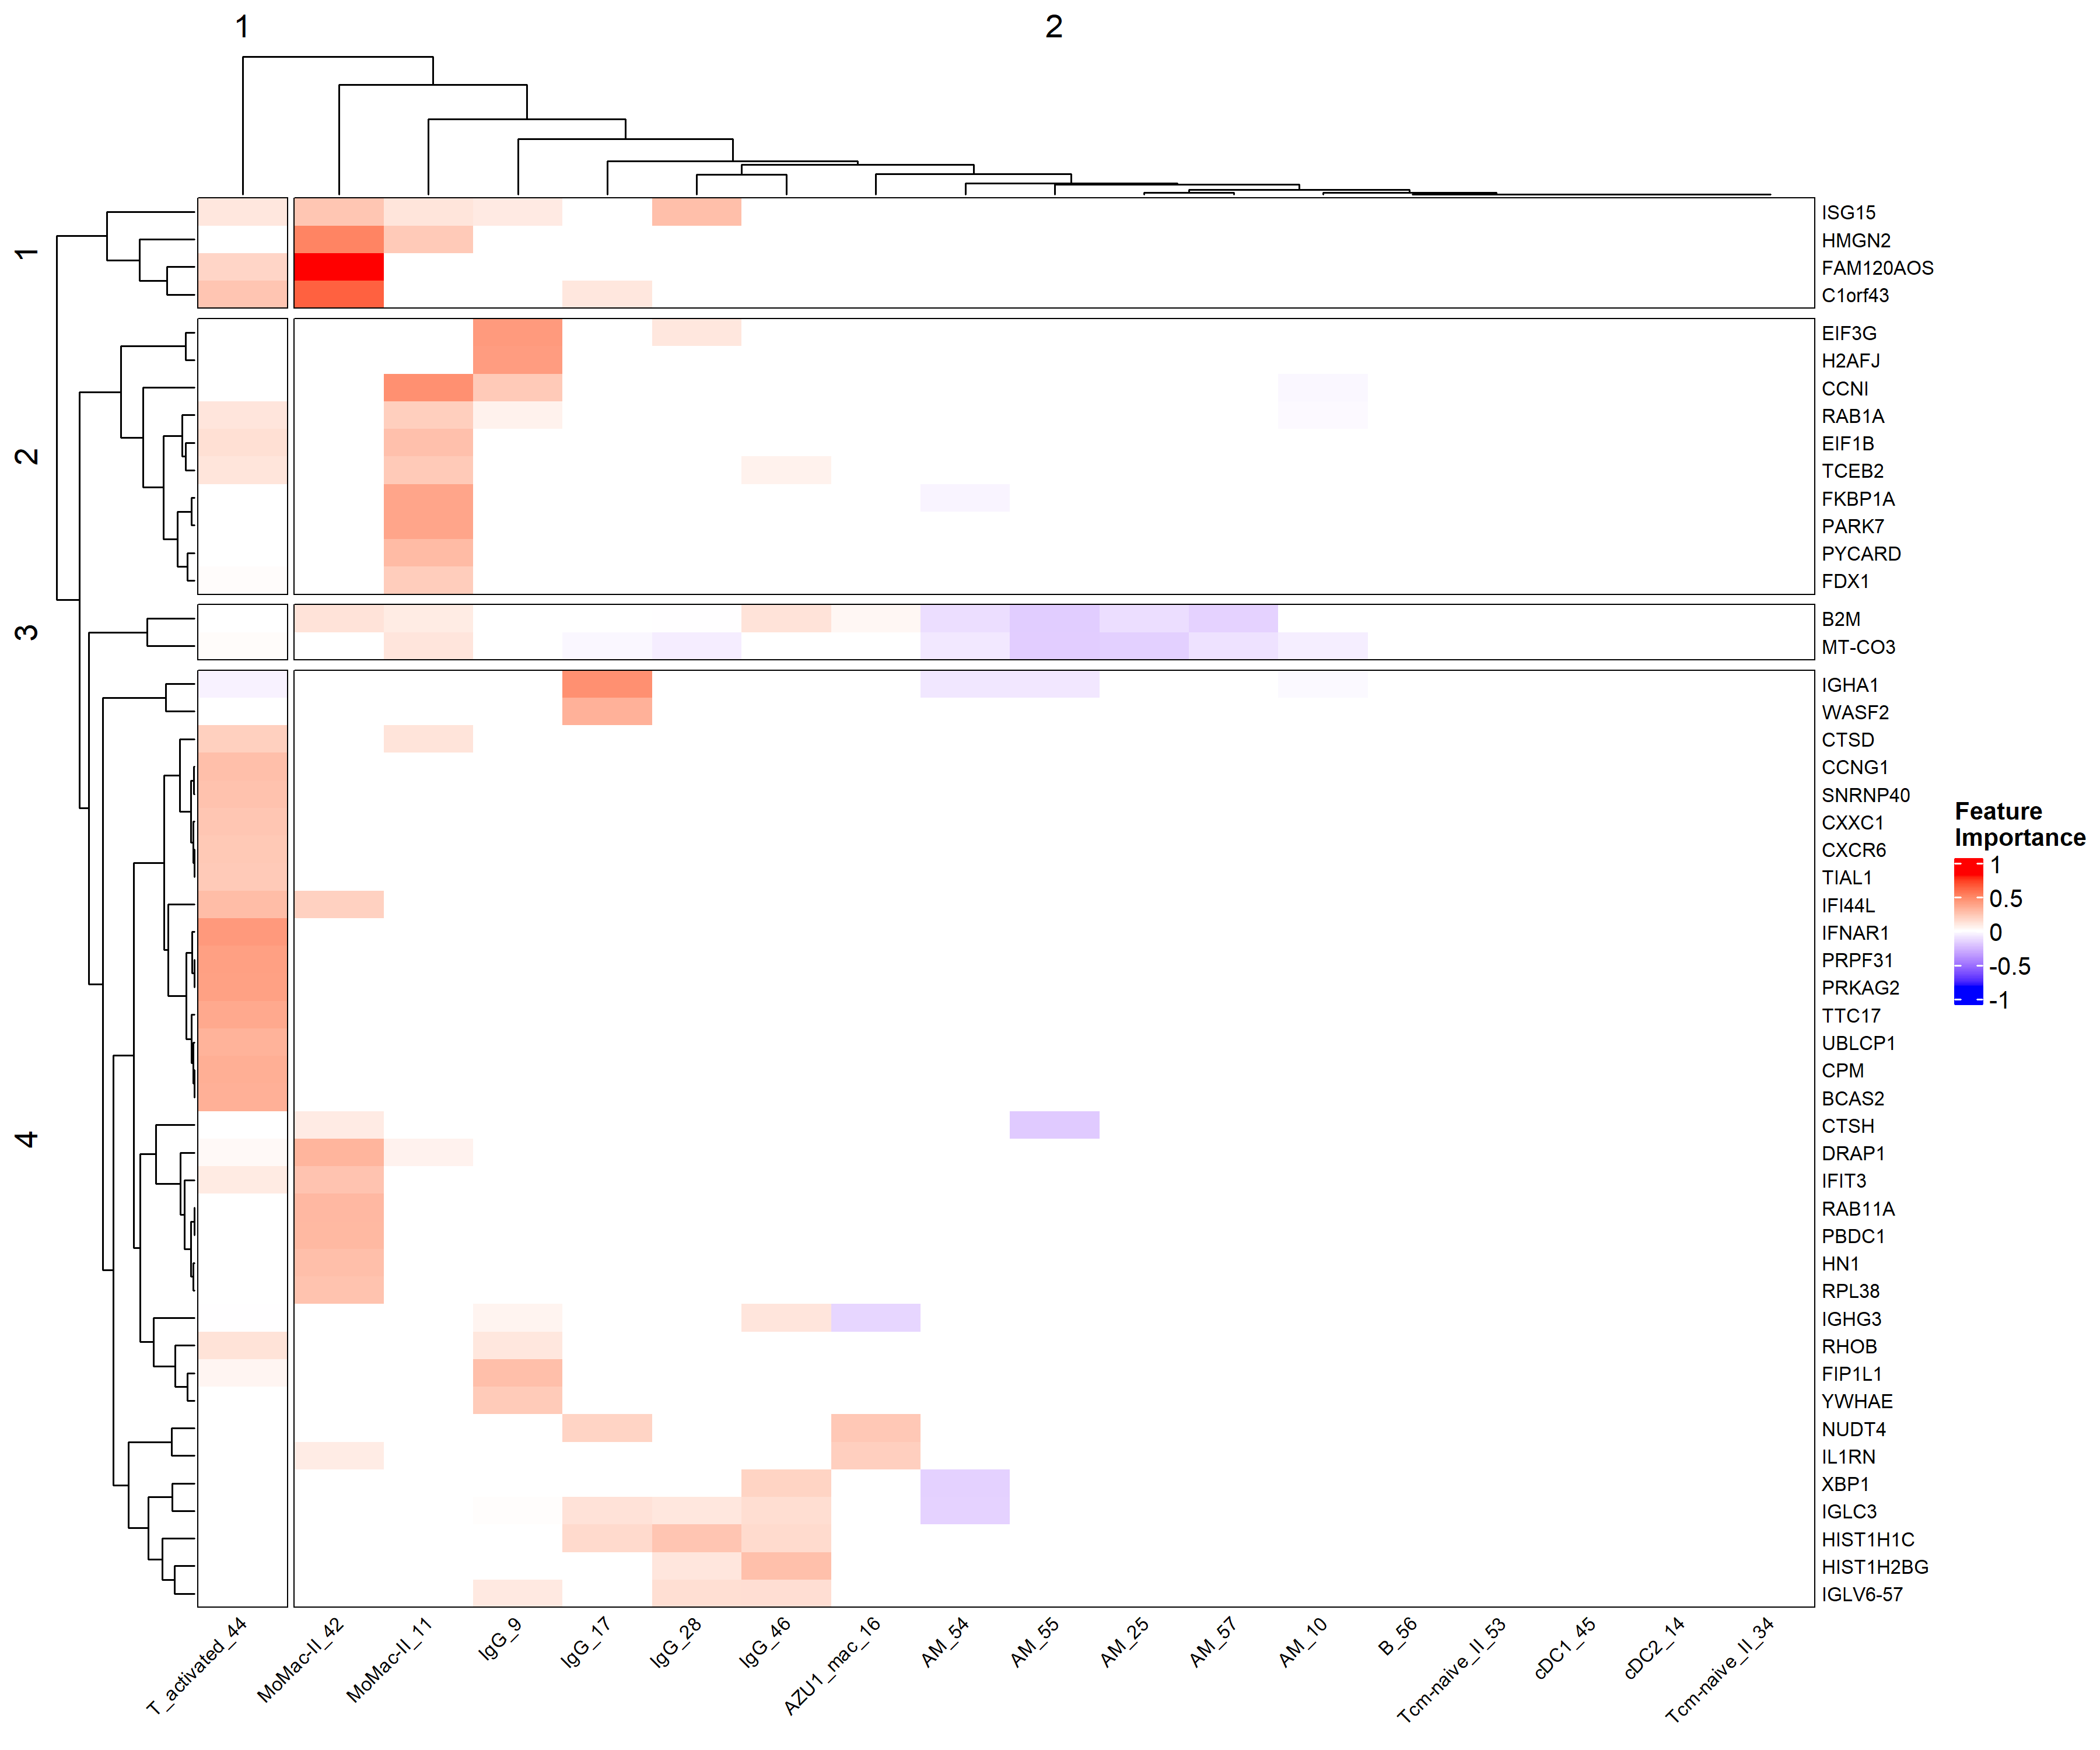 1
2
1
2
3
4
ISG15
HMGN2
FAM120AOS
C1orf43
EIF3G
H2AFJ
CCNI
RAB1A
EIF1B
TCEB2
FKBP1A
PARK7
PYCARD
FDX1
B2M
MT-CO3
IGHA1
WASF2
CTSD
CCNG1
SNRNP40
CXXC1
CXCR6
TIAL1
IFI44L
IFNAR1
PRPF31
PRKAG2
TTC17
UBLCP1
CPM
BCAS2
CTSH
DRAP1
IFIT3
RAB11A
PBDC1
HN1
RPL38
IGHG3
RHOB
FIP1L1
YWHAE
NUDT4
IL1RN
XBP1
IGLC3
HIST1H1C
HIST1H2BG
IGLV6-57
Feature
Importance
1
0.5
0
-0.5
-1
T_activated_44
MoMac-II_42
MoMac-II_11
IgG_9
IgG_17
IgG_28
IgG_46
AZU1_mac_16
AM_54
AM_55
AM_25
AM_57
AM_10
B_56
Tcm-naive_II_53
cDC1_45
cDC2_14
Tcm-naive_II_34